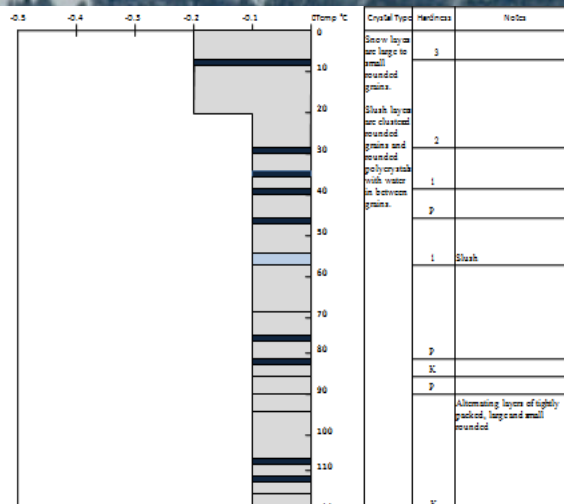 -0.5 -0.4 -0.3 -0.2 -0.1 0Temp °C Crystal Type Hardness Notes
0
Snow layers
are large to
small
rounded
grains.
3
10
20
Slush layers
are clustered
rounded
grains and
rounded
polycrystals
with water
in between
grains.
2
30
1
40
P
50
1 Slush
60
70
80
P
K
P
90
Alternating layers of tightly
packed, large and small
rounded
100
110
K